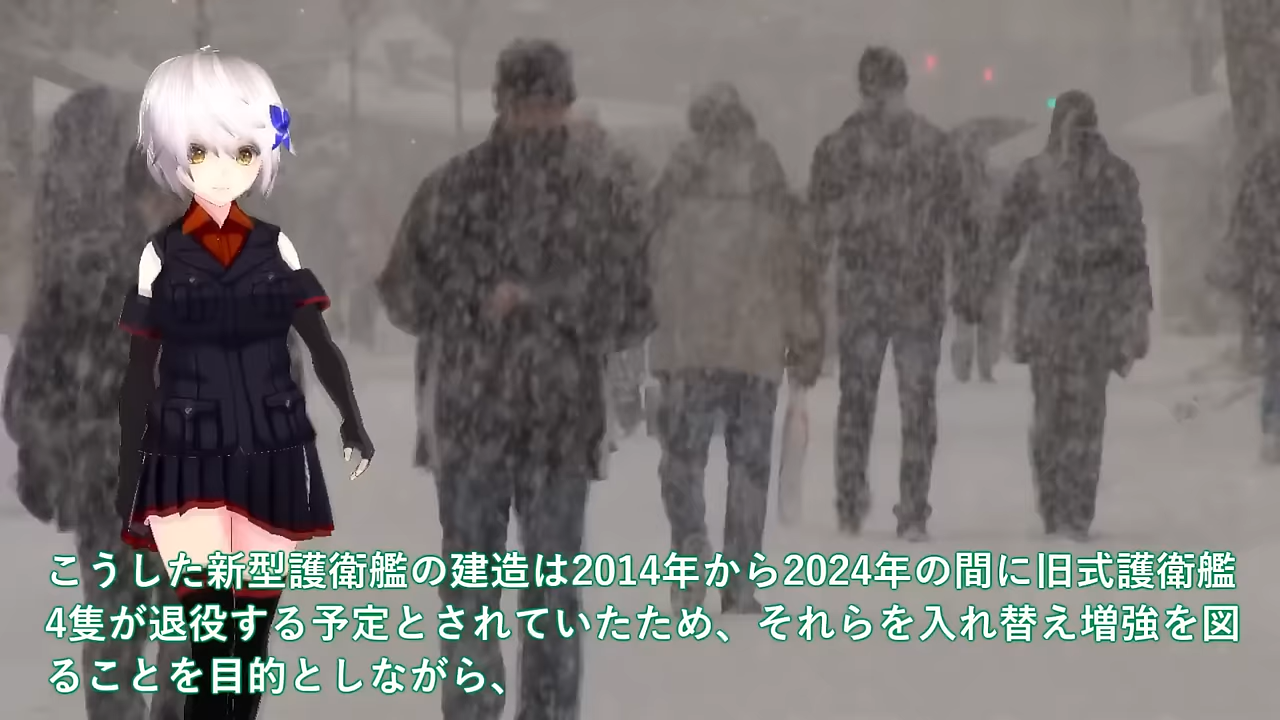 こうした新型護衛艦の建造は2014年から2024年の間に旧式護衛艦
4隻が退役する予定とされていたため、それらを入れ替え増強を図
ることを目的としながら、